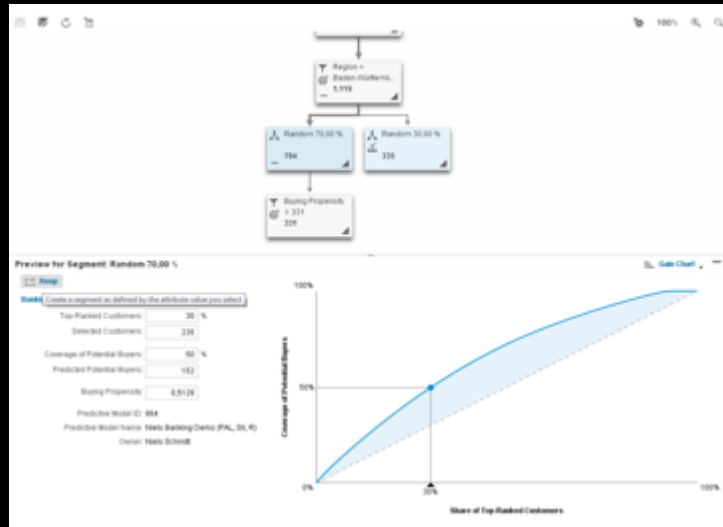 100%
Region =
Baden-Württemb...
1,119
Random 70,00 %
784
Random 30,00 %
335
Buying Propensity
331
Preview for Segment: Random 70,00 %
Gain Chart
Keep
Create a segment as defined by the attribute value you select
Top-Ranked Customers: 30 %
Selected Customers: 235
Coverage of Potential Buyers: 50 %
Predicted Potential Buyers: 152
Buying Propensity: 0,5129
Predictive Model ID:
Predictive Model Name: Niels Banking Demo (PAL, SII, R)
Owner: Niels Schmitt
100%
50%
0%
30%
100%
Coverage of Potential Buyers
Share of Top-Ranked Customers